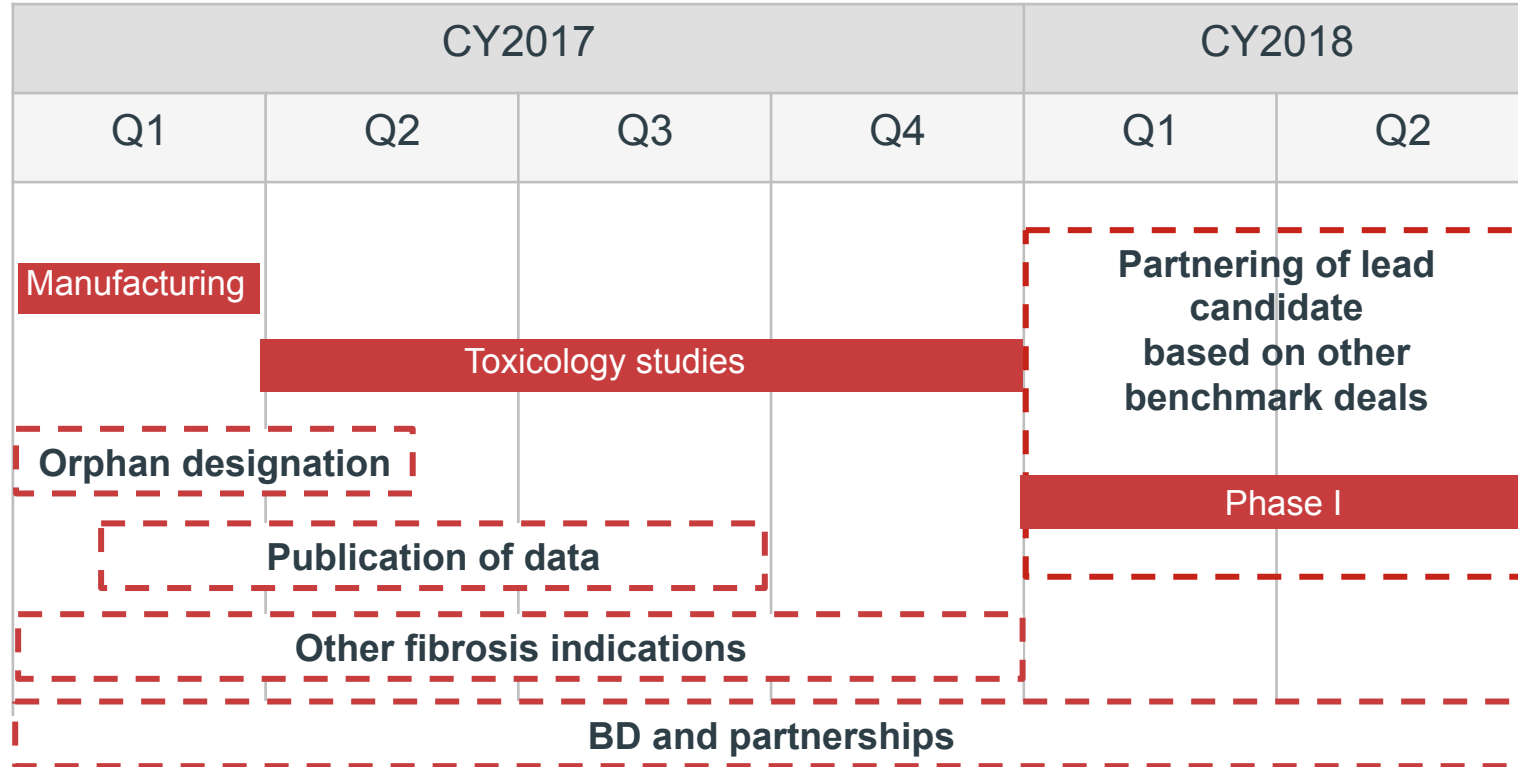 CY2017 CY2018
Q1 Q2 Q3 Q4 Q1 Q2
Manufacturing
Toxicology studies
Partnering of lead
candidate
based on other
benchmark deals
Orphan designation
Phase I
Publication of data
Other fibrosis indications
BD and partnerships